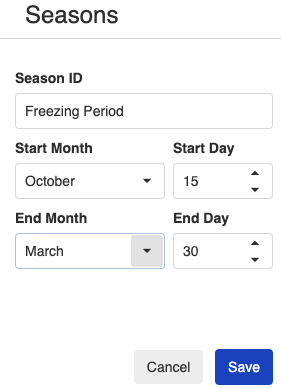 Seasons
Season ID
Freezing Period
Start Month Start Day
October 15
End Month End Day
March 30
Cancel Save